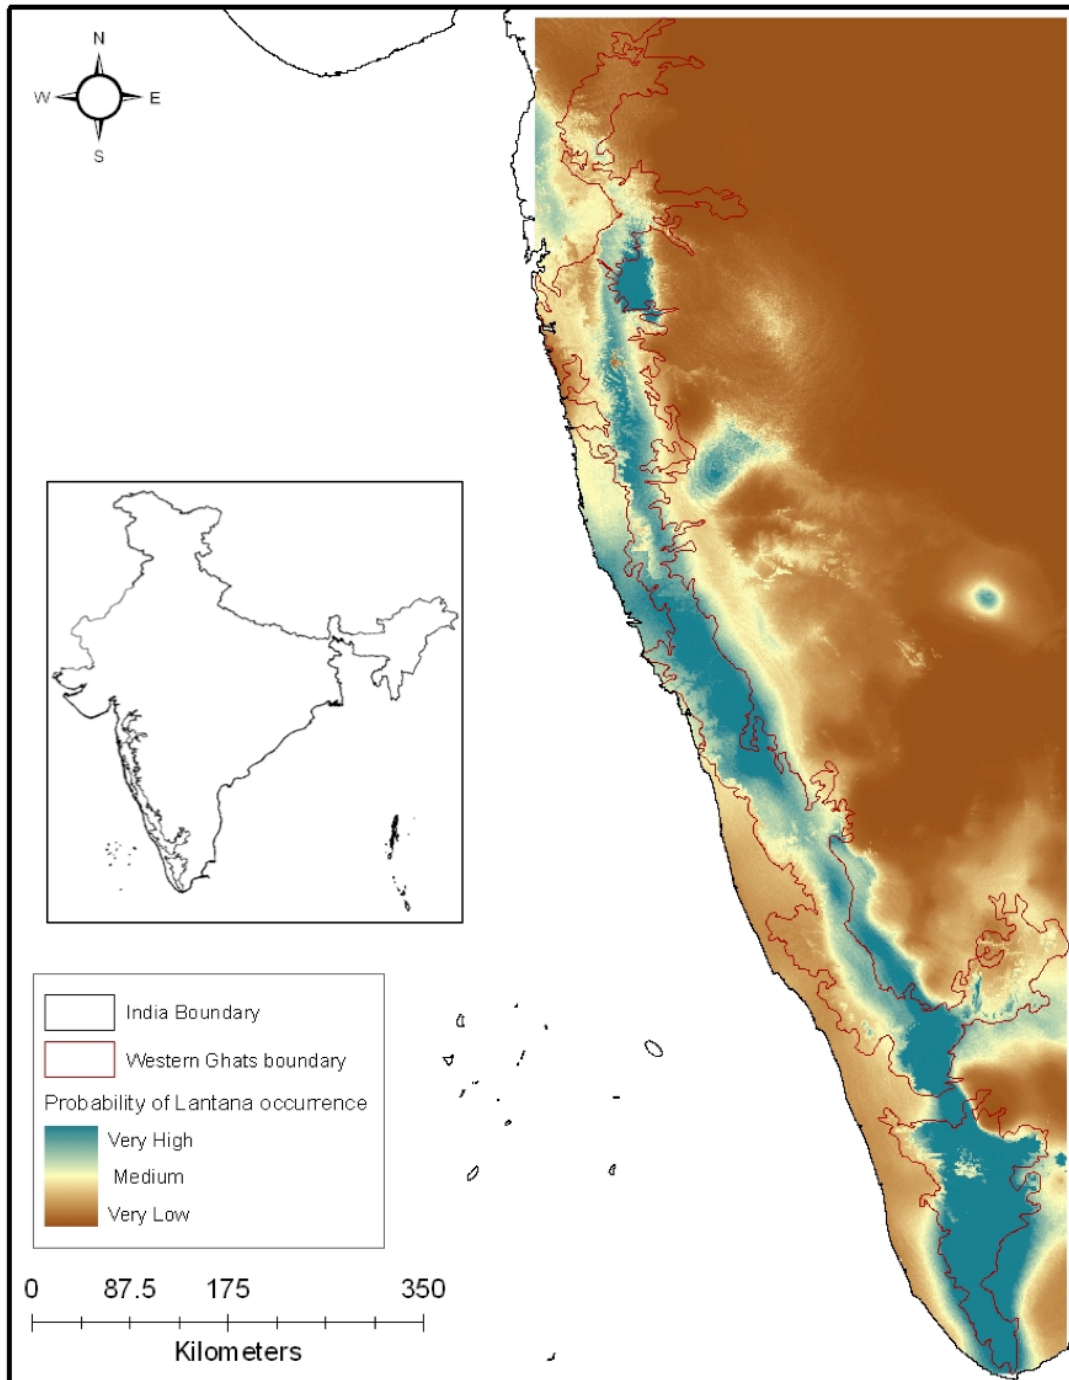 N
W E
S
India Boundary
Western Ghats boundary
Probability of Lantana occurrence
Very High
Medium
Very Low
0 87.5 175 350
Kilometers